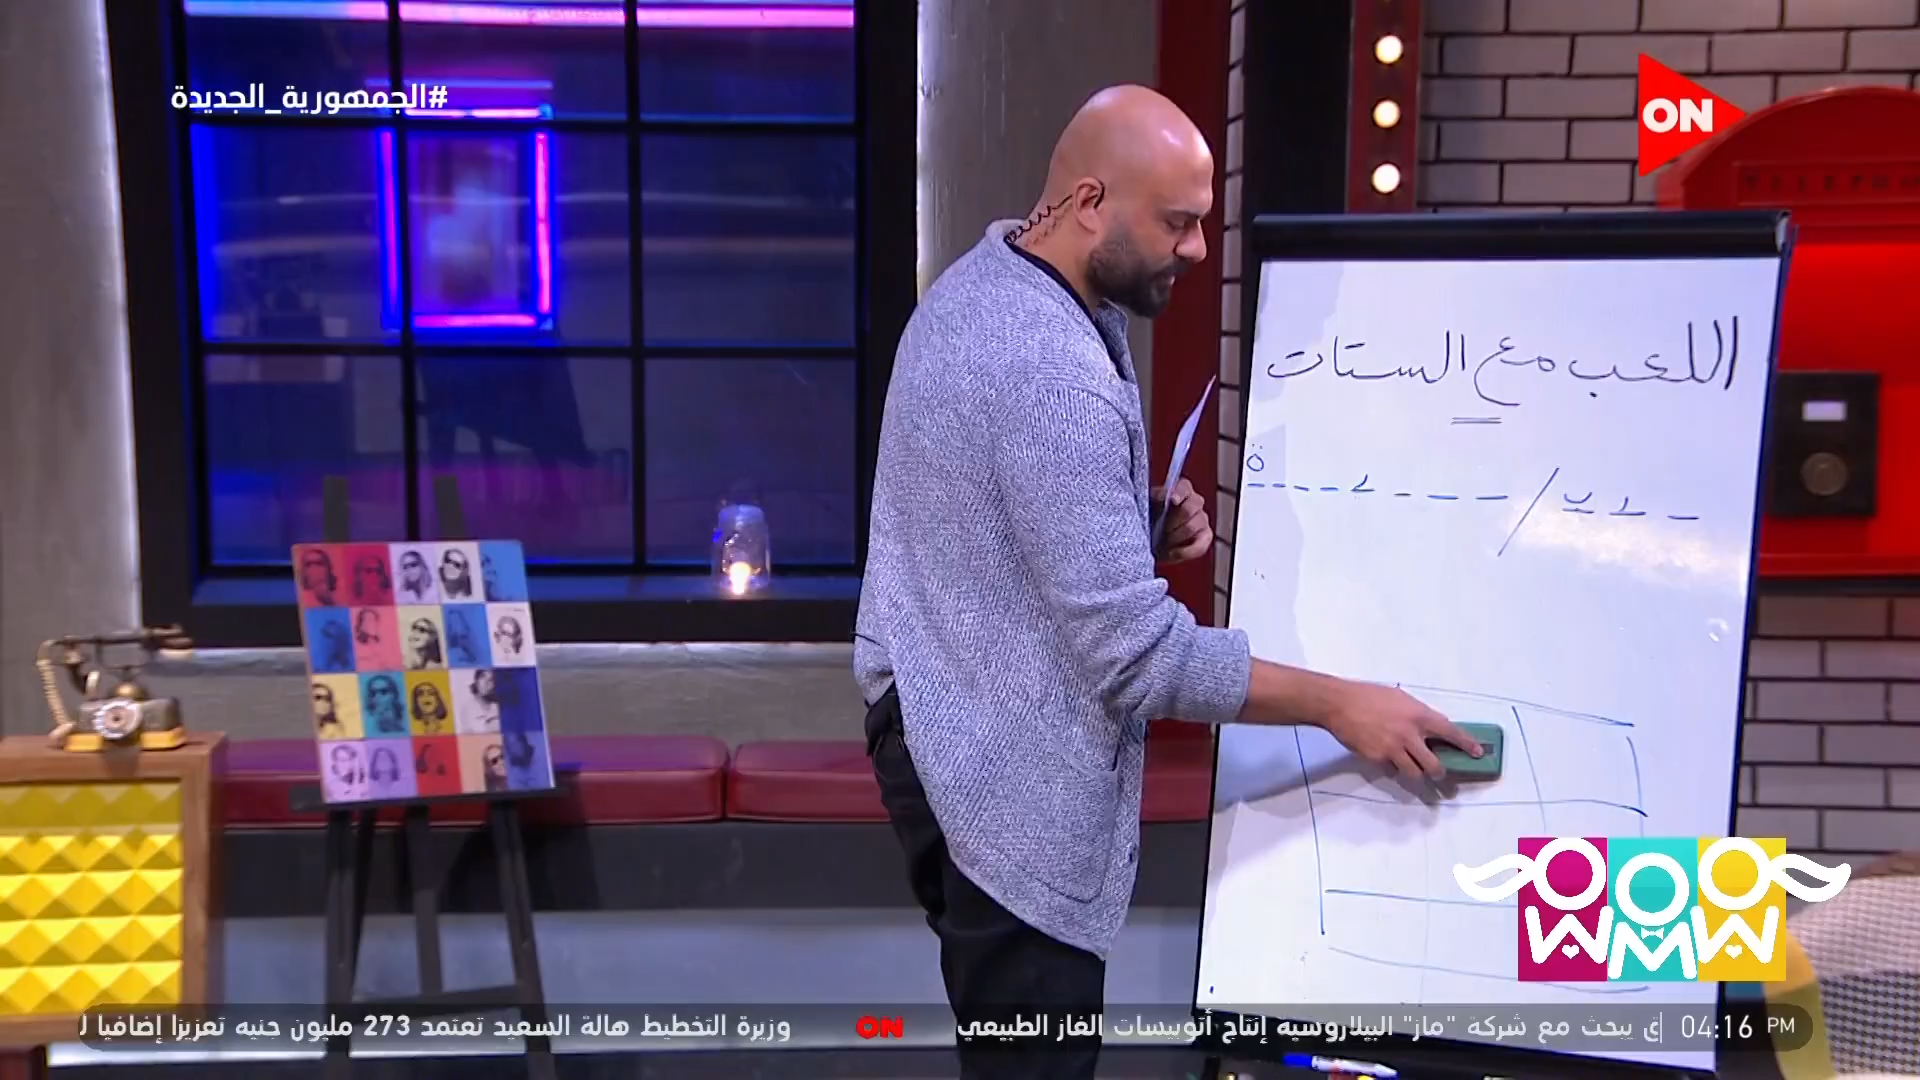 #الجمهورية_الجديدة
ON
اللعب مع الستات
ة
WMW
ي يبحث مع شركة "ماز" البيلاروسية إنتاج أتوبيسات الغاز الطبيعي ON وزيرة التخطيط هالة السعيد تعتمد 273 مليون جنيه تعزيزا إضافيا ل
04:16 PM